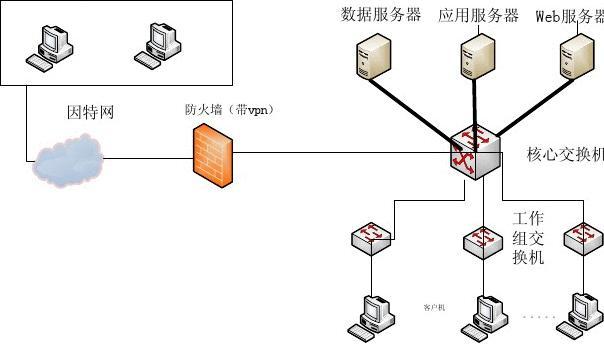 数据服务器 应用服务器 Web服务器
因特网
防火墙（带vpn）
核心交换机
工作
组交
换机
客户机
.....